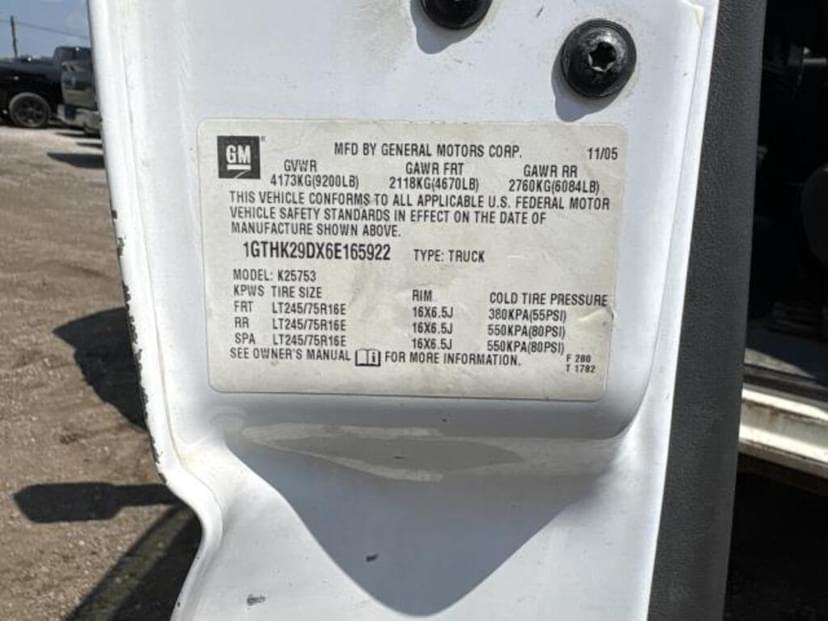 GM ® MFD BY GENERAL MOTORS CORP. 11/05
GVWR GAWR FRT GAWR RR
4173KG(9200LB) 2118KG(4670LB) 2760KG(6084LB)
THIS VEHICLE CONFORMS TO ALL APPLICABLE U.S. FEDERAL MOTOR
VEHICLE SAFETY STANDARDS IN EFFECT ON THE DATE OF
MANUFACTURE SHOWN ABOVE.
1GTHK29DX6E165922 TYPE: TRUCK
MODEL: K25753
KPWS TIRE SIZE RIM COLD TIRE PRESSURE
FRT LT245/75R16E 16X6.5J 380KPA(55PSI)
RR LT245/75R16E 16X6.5J 550KPA(80PSI)
SPA LT245/75R16E 16X6.5J 550KPA(80PSI)
SEE OWNER'S MANUAL FOR MORE INFORMATION. F 280
T 1782